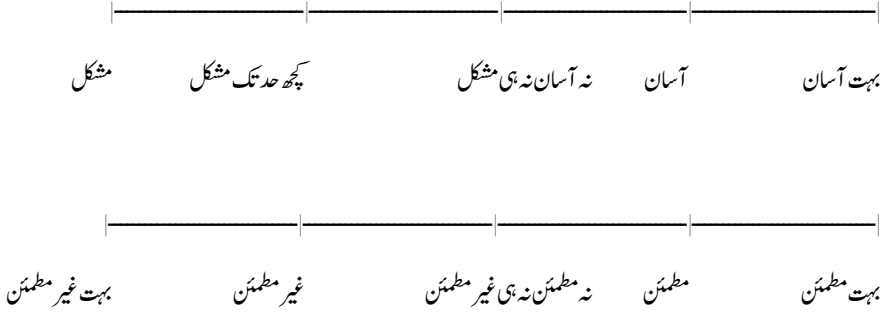 بہت آسان آسان نہ آسان نہ ہی مشکل کچھ حد تک مشکل مشکل
بہت مطمئن مطمئن نہ مطمئن نہ ہی غیر مطمئن غیر مطمئن بہت غیر مطمئن